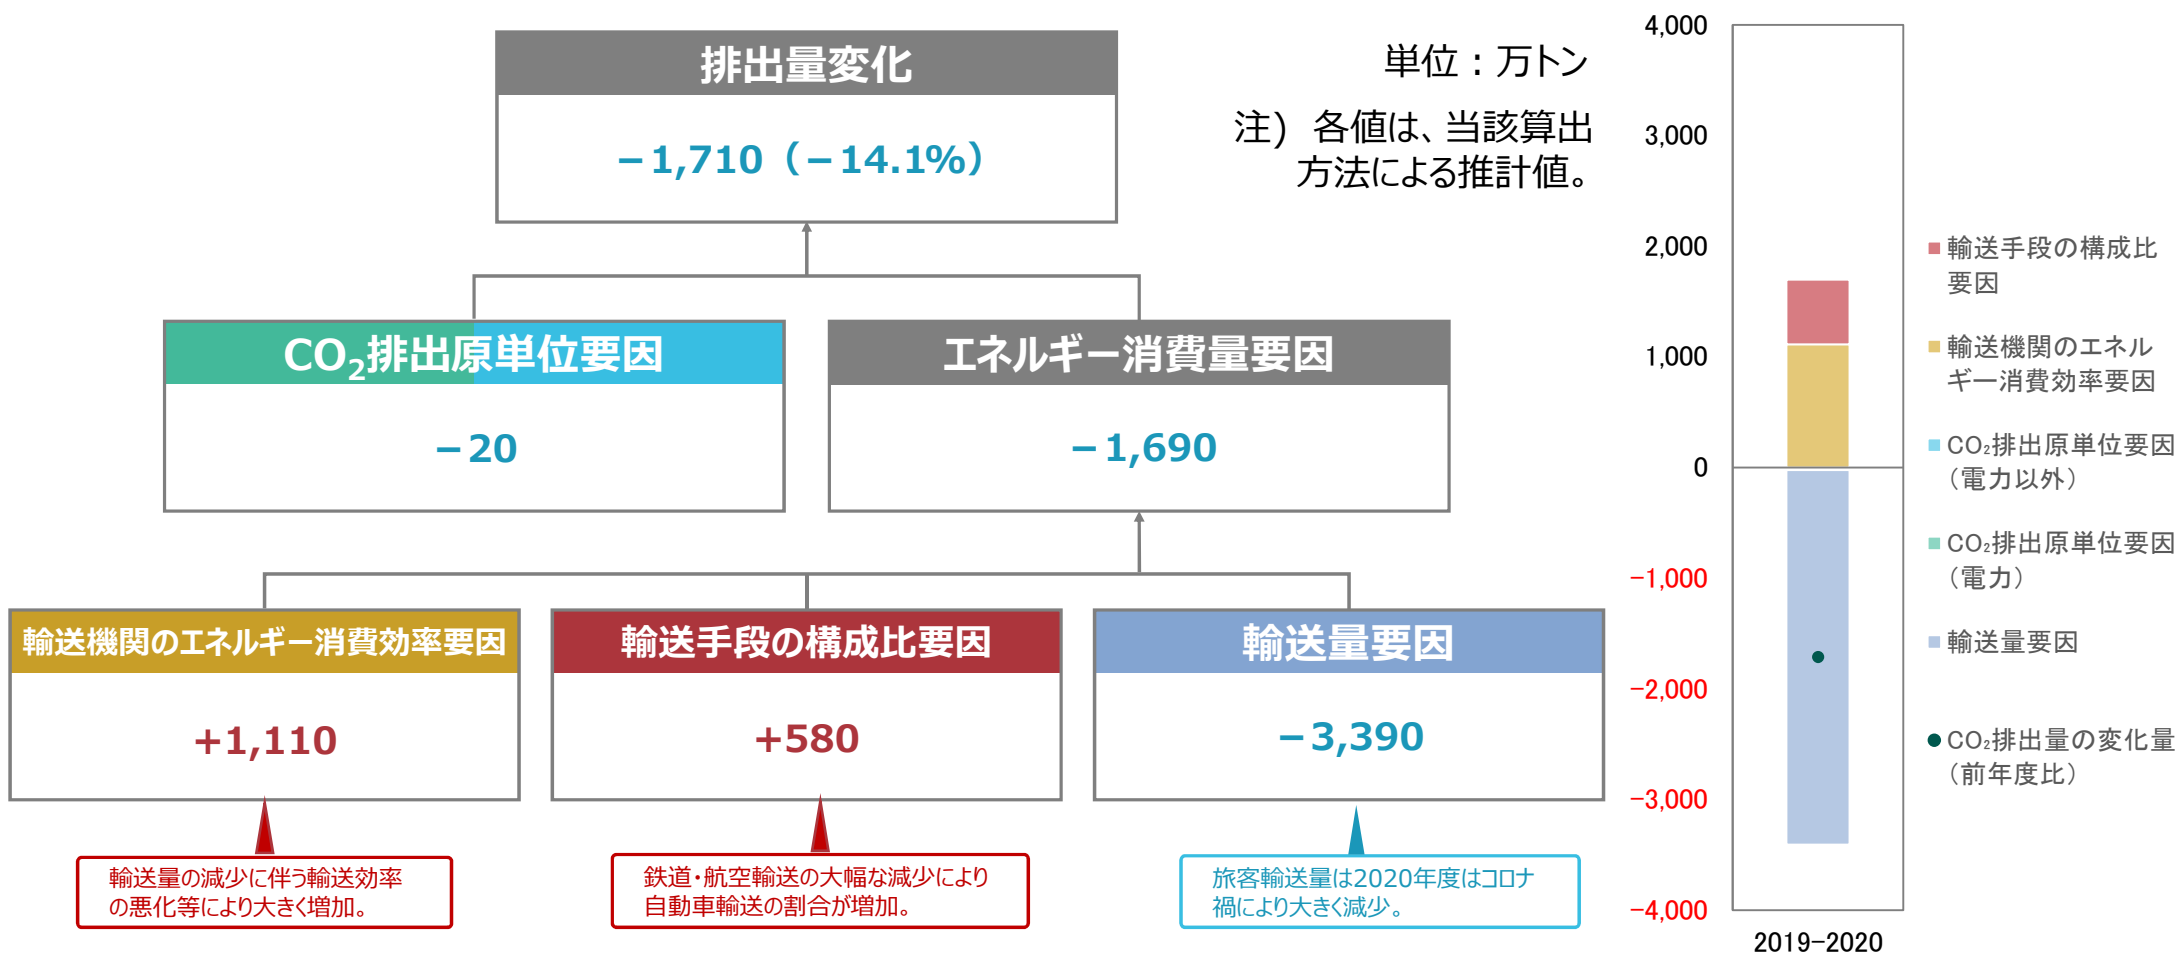 排出量変化
－1,710（－14.1%）
単位：万トン
注）各値は、当該算出
方法による推計値。
CO₂排出原単位要因
－20
エネルギー消費量要因
－1,690
輸送機関のエネルギー消費効率要因
+1,110
輸送手段の構成比要因
+580
輸送量要因
－3,390
輸送量の減少に伴う輸送効率
の悪化等により大きく増加。
鉄道・航空輸送の大幅な減少により
自動車輸送の割合が増加。
旅客輸送量は2020年度はコロナ
禍により大きく減少。
4,000
3,000
2,000
1,000
0
−1,000
−2,000
−3,000
−4,000
2019−2020
輸送手段の構成比
要因
輸送機関のエネル
ギー消費効率要因
CO₂排出原単位要因
（電力以外）
CO₂排出原単位要因
（電力）
輸送量要因
CO₂排出量の変化量
（前年度比）